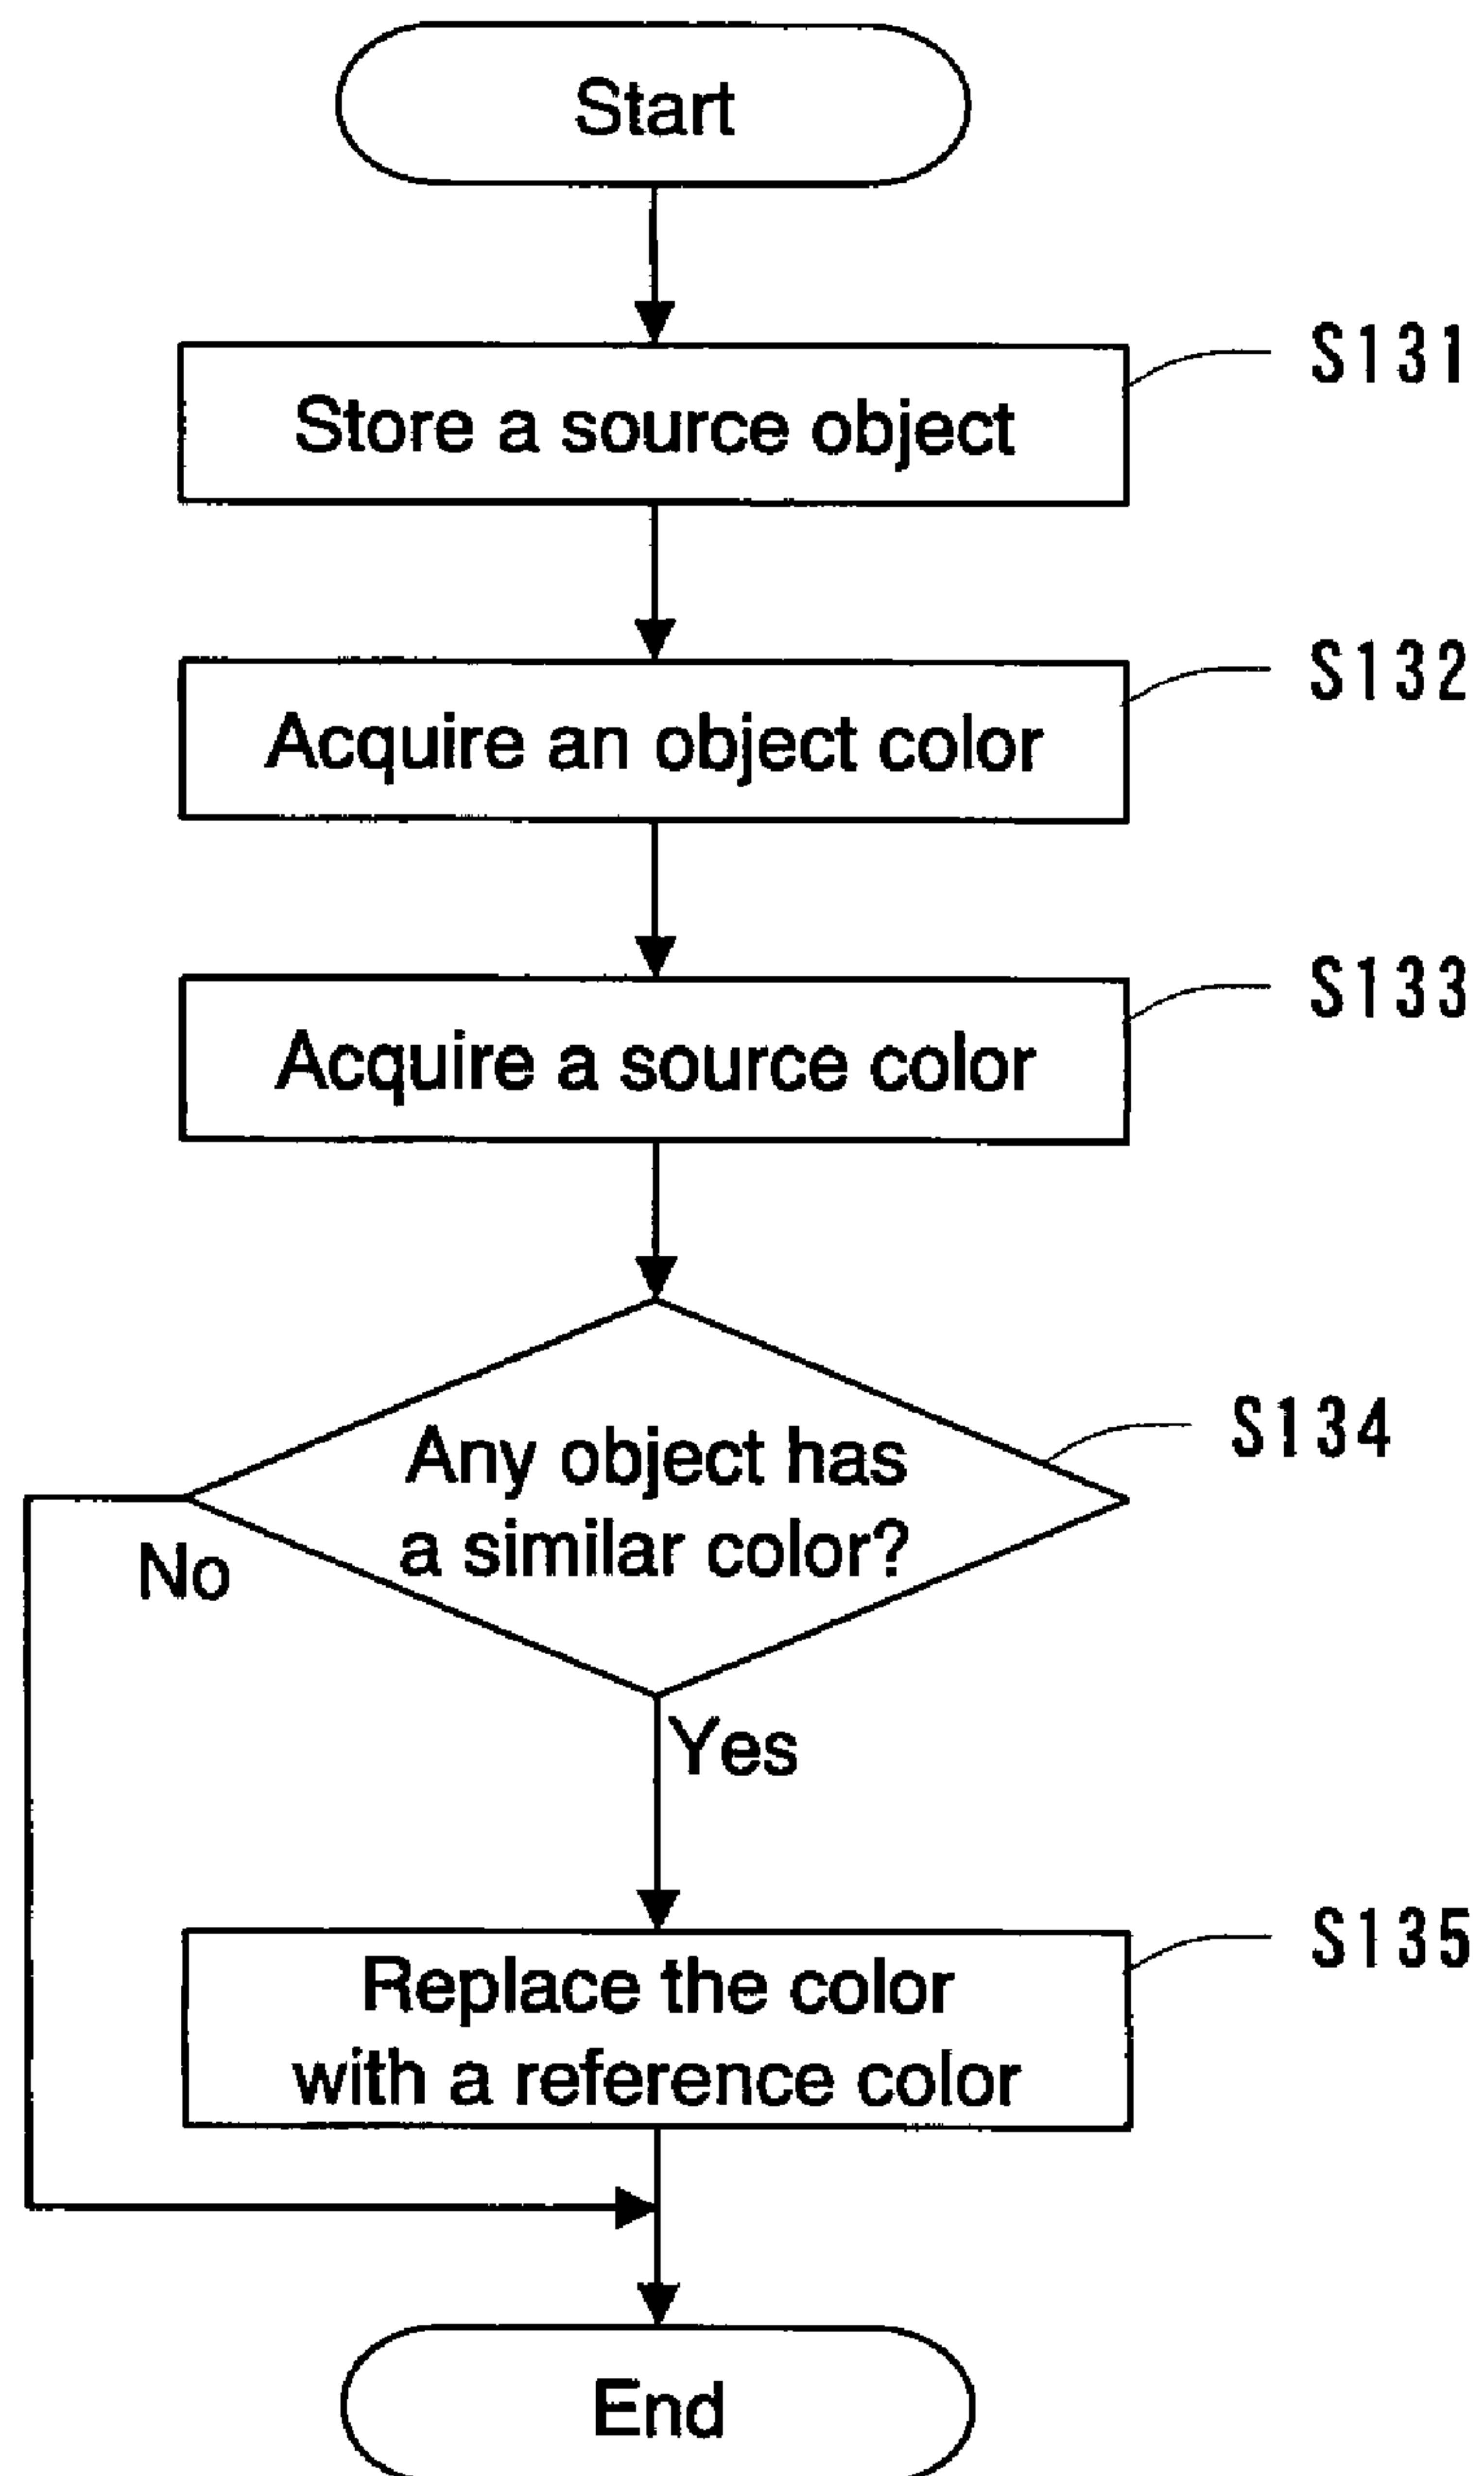 Start
S131
Store a source object
S132
Acquire an object color
S133
Acquire a source color
S134
Any object has
a similar color?
No
Yes
S135
Replace the color
with a reference color
End